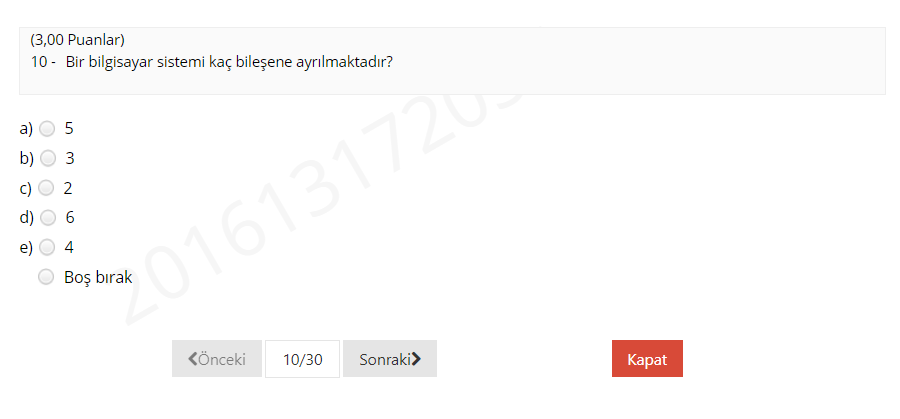 (3,00 Puanlar)
10 - Bir bilgisayar sistemi kaç bileşene ayrılmaktadır?
a) 5
b) 3
c) 2
d) 6
e) 4
Boş bırak
Önceki 10/30 Sonraki Kapat